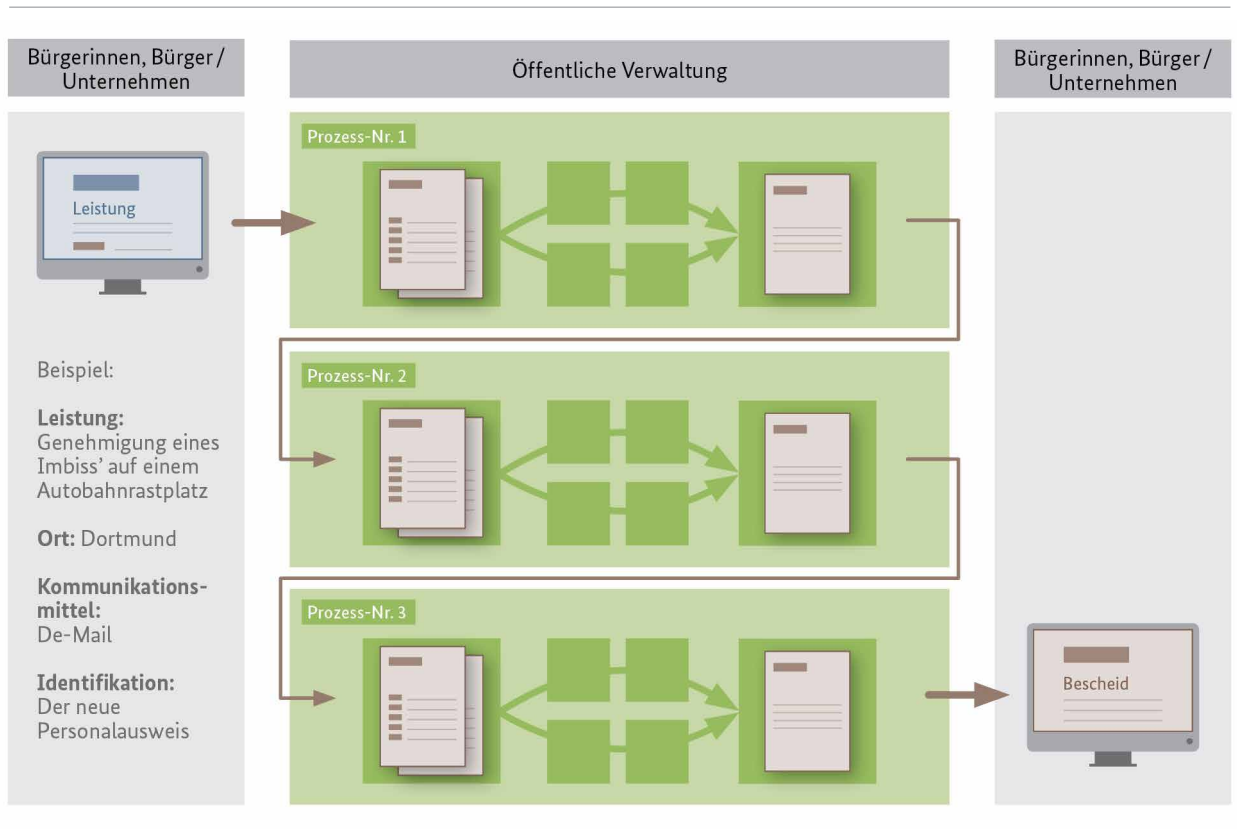 Bürgerinnen, Bürger /
Unternehmen
Leistung
Beispiel:
Leistung:
Genehmigung eines
Imbiss’ auf einem
Autobahnrastplatz
Ort: Dortmund
Kommunikations-
mittel:
De-Mail
Identifikation:
Der neue
Personalausweis
Öffentliche Verwaltung
Prozess-Nr. 1
Prozess-Nr. 2
Prozess-Nr. 3
Bürgerinnen, Bürger /
Unternehmen
Bescheid